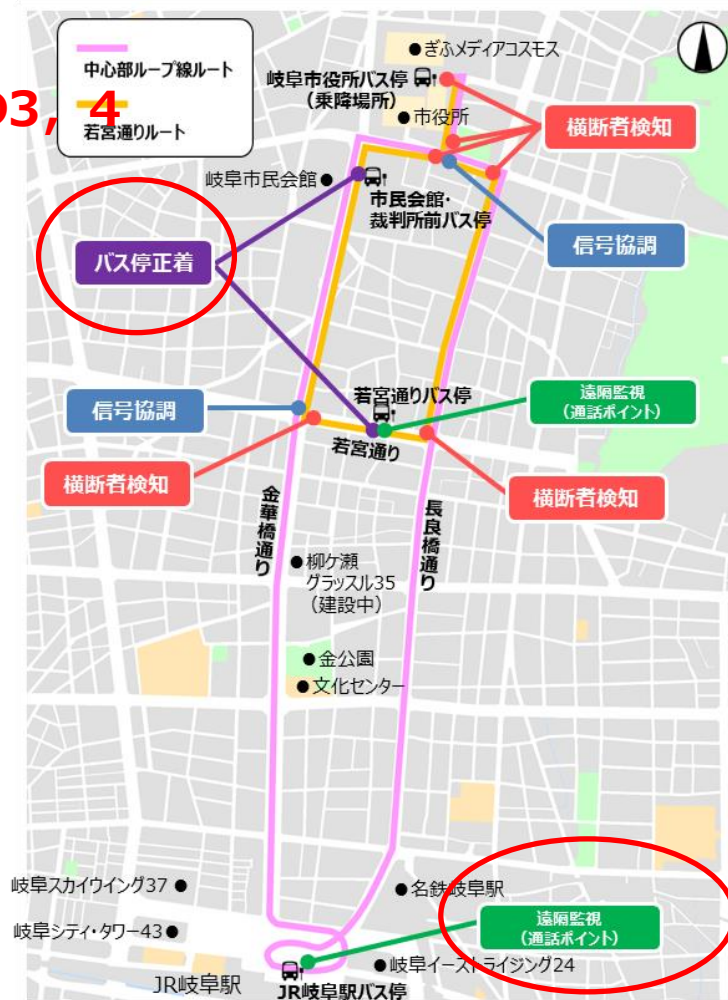 中心部ループ線ルート
若宮通りルート
3, 4
●ぎふメディアコスモス
岐阜市役所バス停
(乗降場所)
●市役所
横断者検知
岐阜市民会館●
市民会館・
裁判所前バス停
バス停正着
信号協調
若宮通りバス停
遠隔監視
(通話ポイント)
信号協調
若宮通り
横断者検知
横断者検知
金華橋通り
長良橋通り
●柳ケ瀬
グラッスル35
(建設中)
●金公園
●文化センター
岐阜スカイウイング37●
●名鉄岐阜駅
遠隔監視
(通話ポイント)
岐阜シティ・タワー43●
●岐阜イーストライジング24
JR岐阜駅
JR岐阜駅バス停